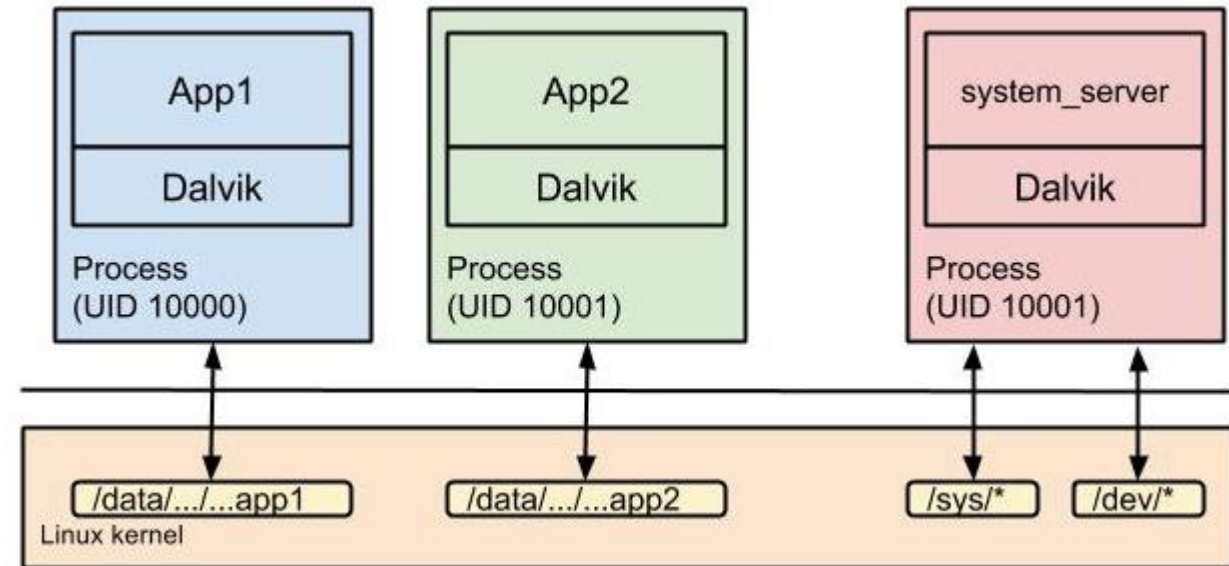 App1
Dalvik
Process
(UID 10000)
App2
Dalvik
Process
(UID 10001)
system_server
Dalvik
Process
(UID 10001)
/data/.../...app1
/data/.../...app2
/sys/*
/dev/*
Linux kernel